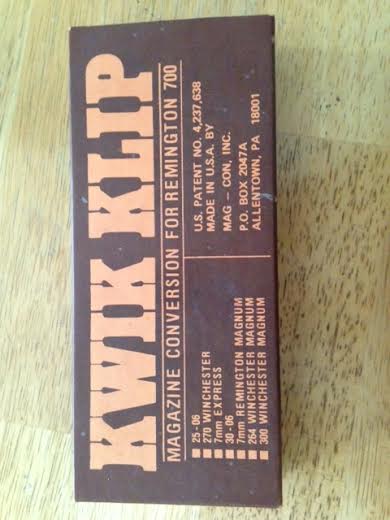 KWIK KLIP
MAGAZINE CONVERSION FOR REMINGTON 700
■ 25-06
■ 270 WINCHESTER
■ 7mm EXPRESS
■ 30-06
■ 7mm REMINGTON MAGNUM
■ 264 WINCHESTER MAGNUM
■ 300 WINCHESTER MAGNUM
U.S. PATENT NO. 4,237,638
MADE IN U.S.A. BY
MAG – CON, INC.
P.O. BOX 2047A
ALLENTOWN, PA 18001